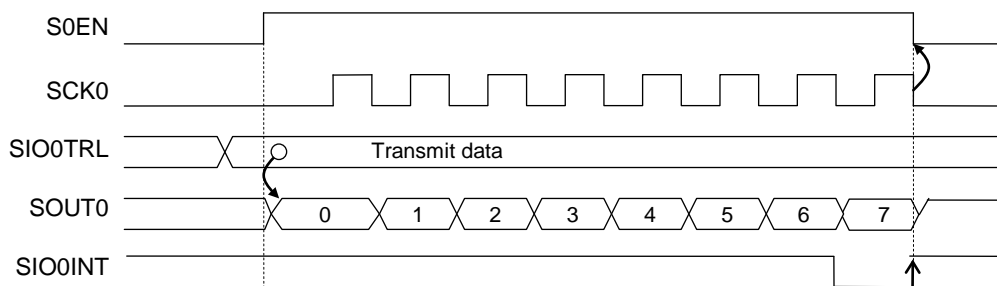 S0EN
SCK0
SIO0TRL
Transmit data
SOUT0
0 1 2 3 4 5 6 7
SIO0INT